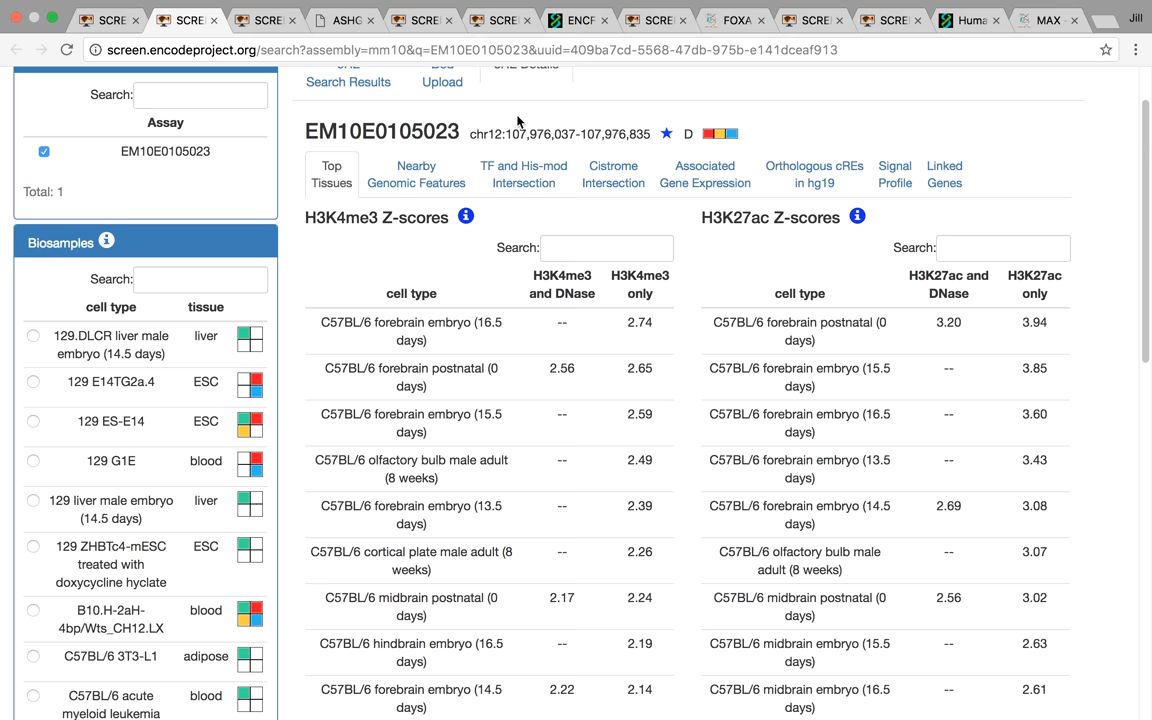 SCRE
SCRE
SCRE
ASHG
SCRE
SCRE
ENCF
SCRE
FOXA
SCRE
SCRE
Huma
MAX -
Jill
screen.encodeproject.org/search?assembly=mm10&q=EM10E0105023&uuid=409ba7cd-5568-47db-975b-e141dceaf913
Search:
Assay
EM10E0105023
Total: 1
Biosamples
Search:
cell type tissue
129.DLCR liver male liver
embryo (14.5 days)
129 E14TG2a.4 ESC
129 ES-E14 ESC
129 G1E blood
129 liver male embryo liver
(14.5 days)
129 ZHBTc4-mESC ESC
treated with
doxycycline hyclate
B10.H-2aH- blood
4bp/Wts_CH12.LX
C57BL/6 3T3-L1 adipose
C57BL/6 acute blood
myeloid leukemia
Search Results
Upload
EM10E0105023 chr12:107,976,037-107,976,835 D
Top
Tissues
Nearby
Genomic Features
TF and His-mod
Intersection
Cistrome
Intersection
Associated
Gene Expression
Orthologous cREs
in hg19
Signal
Profile
Linked
Genes
H3K4me3 Z-scores
Search:
H3K4me3 H3K4me3
cell type and DNase only
C57BL/6 forebrain embryo (16.5 -- 2.74
days)
C57BL/6 forebrain postnatal (0 2.56 2.65
days)
C57BL/6 forebrain embryo (15.5 -- 2.59
days)
C57BL/6 olfactory bulb male adult -- 2.49
(8 weeks)
C57BL/6 forebrain embryo (13.5 -- 2.39
days)
C57BL/6 cortical plate male adult (8 -- 2.26
weeks)
C57BL/6 midbrain postnatal (0 2.17 2.24
days)
C57BL/6 hindbrain embryo (16.5 -- 2.19
days)
C57BL/6 forebrain embryo (14.5 2.22 2.14
days)
H3K27ac Z-scores
Search:
H3K27ac and H3K27ac
cell type DNase only
C57BL/6 forebrain postnatal (0 3.20 3.94
days)
C57BL/6 forebrain embryo (15.5 -- 3.85
days)
C57BL/6 forebrain embryo (16.5 -- 3.60
days)
C57BL/6 forebrain embryo (13.5 -- 3.43
days)
C57BL/6 forebrain embryo (14.5 2.69 3.08
days)
C57BL/6 olfactory bulb male -- 3.07
adult (8 weeks)
C57BL/6 midbrain postnatal (0 2.56 3.02
days)
C57BL/6 midbrain embryo (15.5 -- 2.63
days)
C57BL/6 midbrain embryo (16.5 -- 2.61
days)